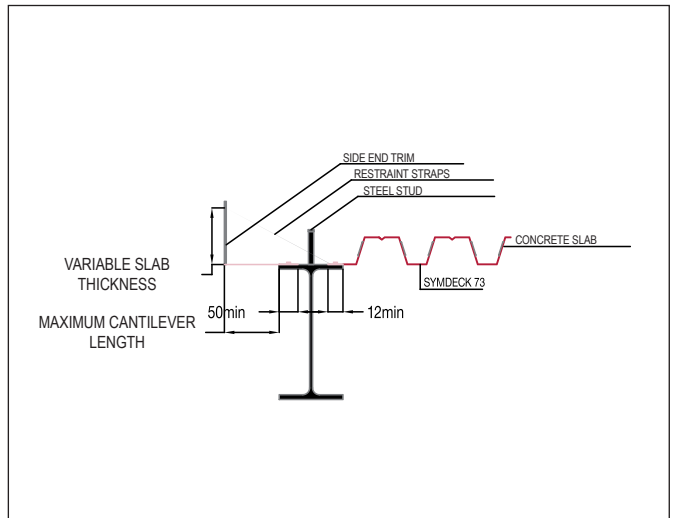 SIDE END TRIM
RESTRAINT STRAPS
STEEL STUD
CONCRETE SLAB
VARIABLE SLAB
THICKNESS
SYMDECK 73
50min
12min
MAXIMUM CANTILEVER
LENGTH